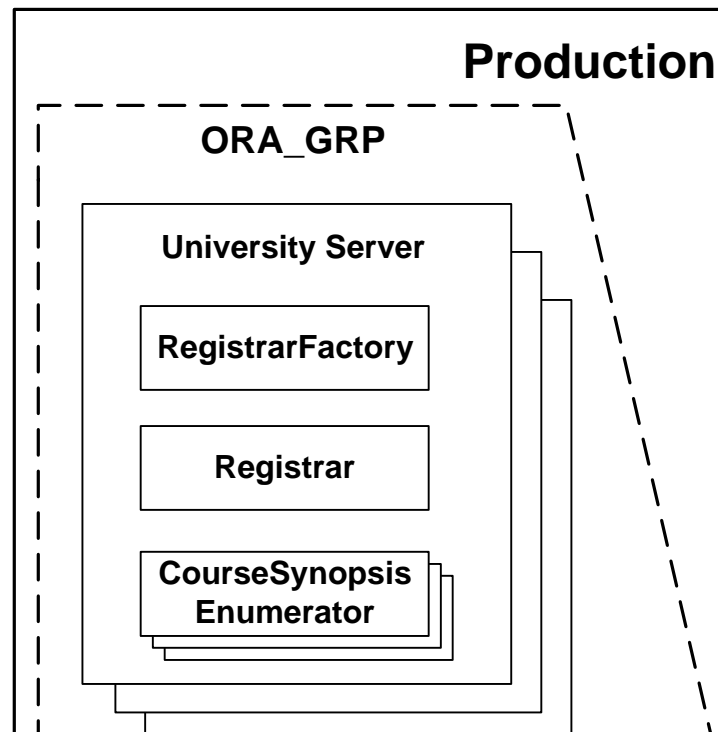 Production
ORA_GRP
University Server
RegistrarFactory
Registrar
CourseSynopsis
Enumerator